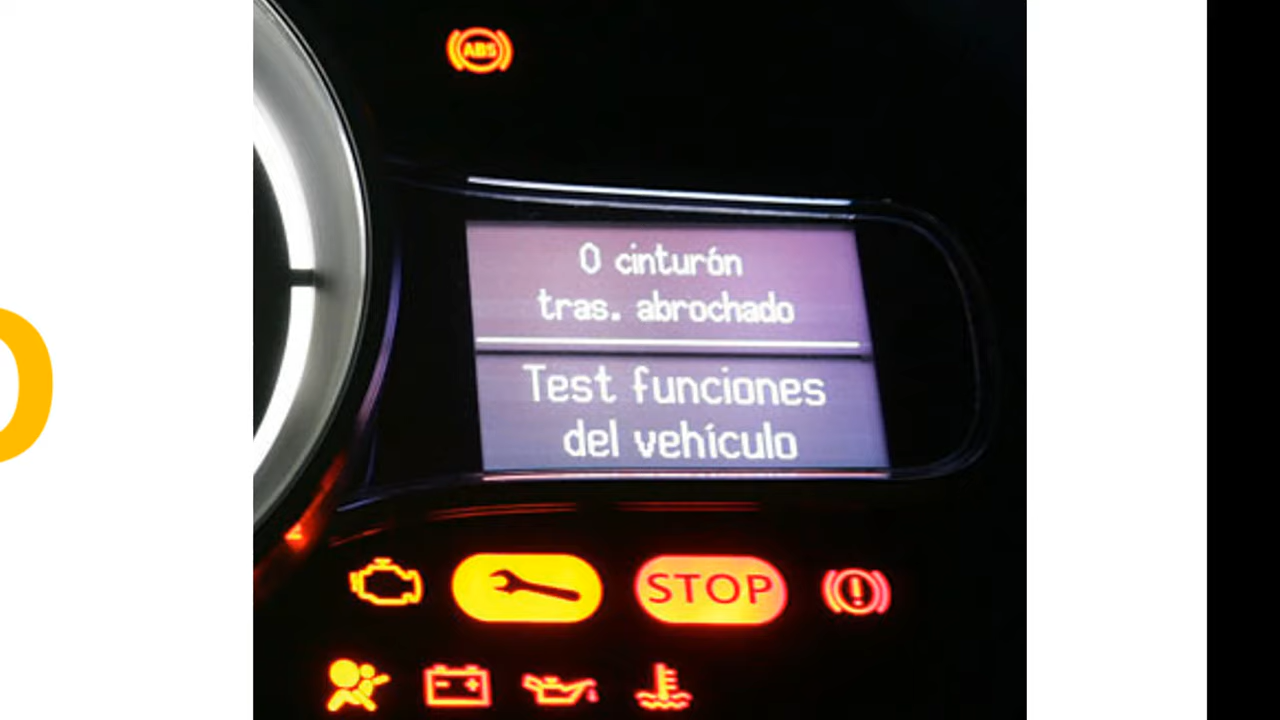 ABS
0 cinturón
tras. abrochado
Test funciones
del vehículo
STOP